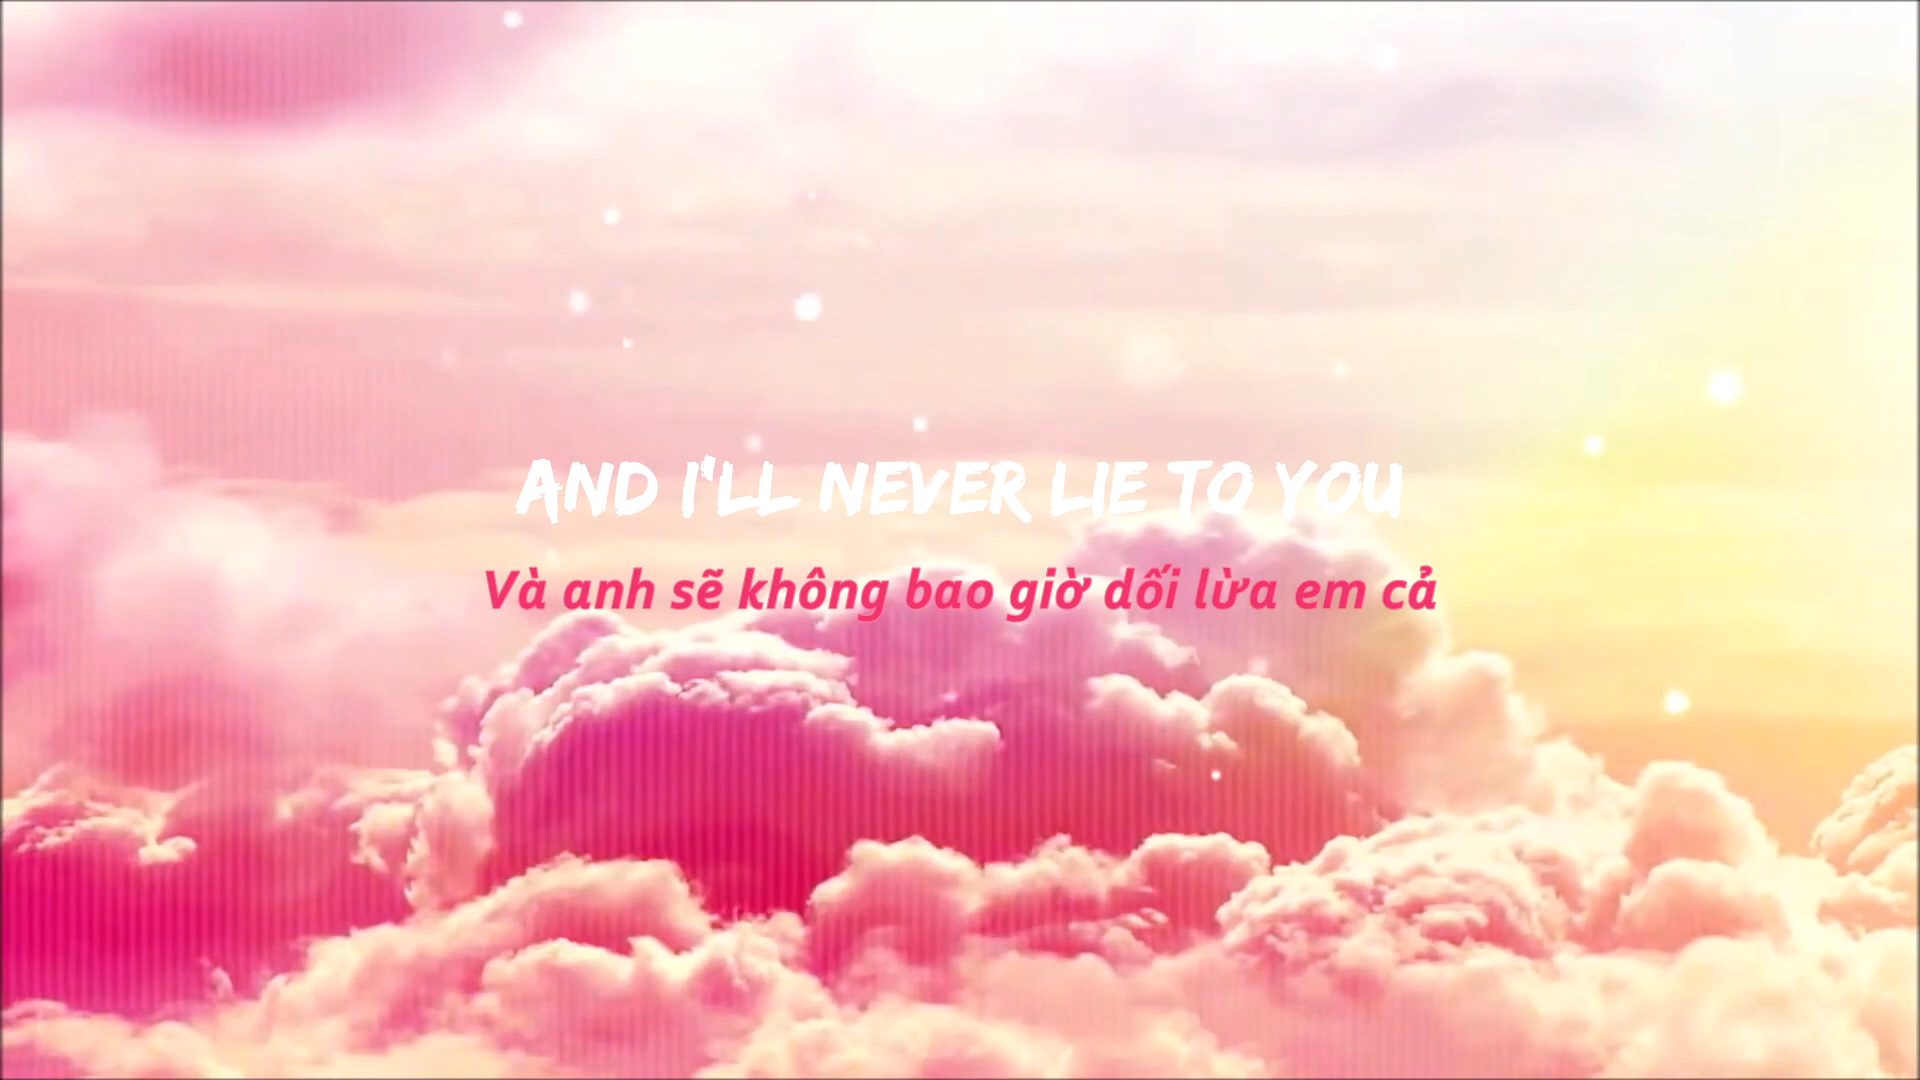 AND I'LL NEVER LIE TO YOU
Và anh sẽ không bao giờ dối lừa em cả